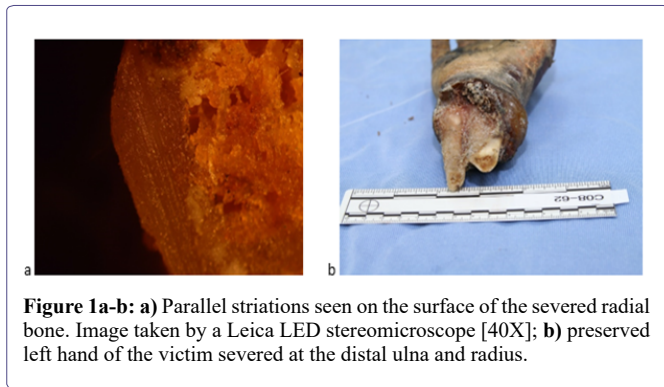 C08-62
a
b
Figure 1a-b: a) Parallel striations seen on the surface of the severed radial
bone. Image taken by a Leica LED stereomicroscope [40X]; b) preserved
left hand of the victim severed at the distal ulna and radius.